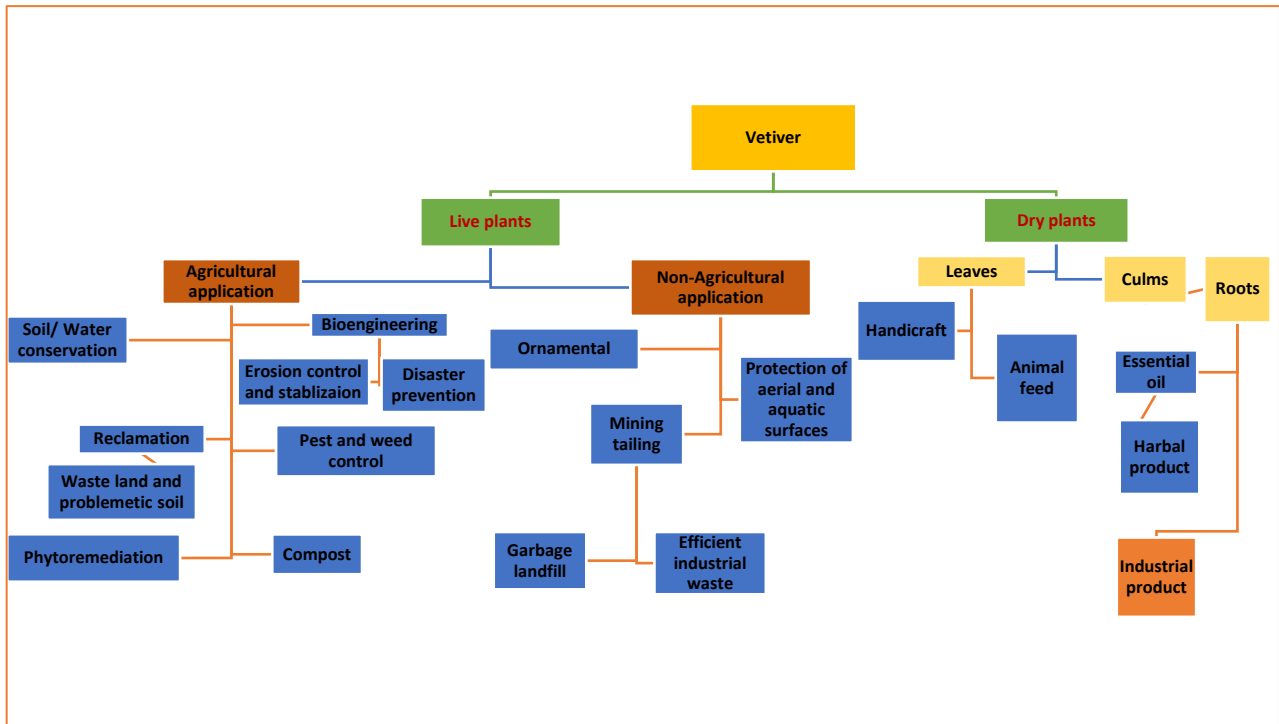 Vetiver
Live plants
Dry plants
Agricultural
application
Non-Agricultural
application
Leaves
Culms
Roots
Soil/ Water
conservation
Bioengineering
Ornamental
Handicraft
Erosion control
and stablizaion
Disaster
prevention
Protection of
aerial and
aquatic
surfaces
Animal
feed
Essential
oil
Reclamation
Pest and weed
control
Mining
tailing
Harbal
product
Waste land and
problemetic soil
Phytoremediation
Compost
Garbage
landfill
Efficient
industrial
waste
Industrial
product